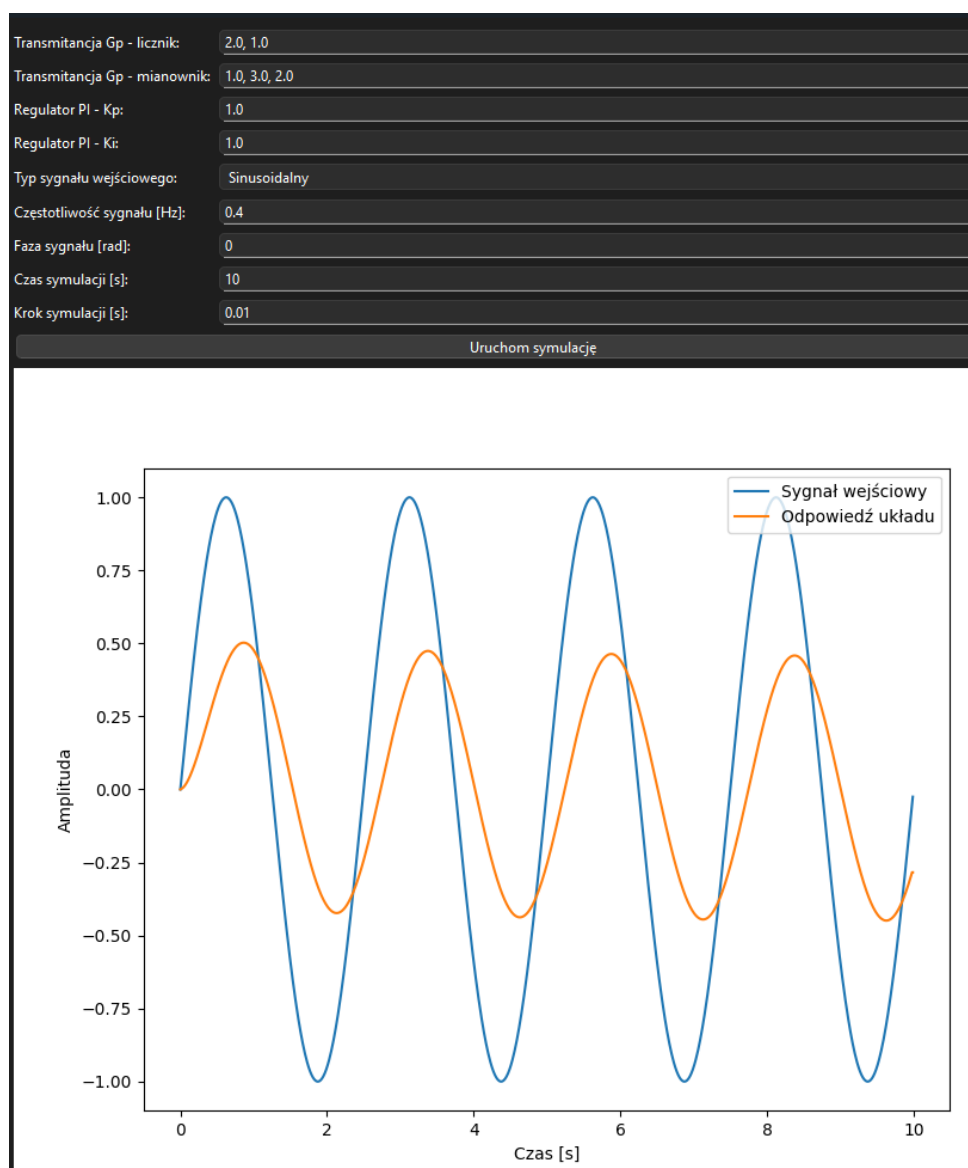 Transmitancja Gp - licznik: 2.0, 1.0
Transmitancja Gp - mianownik: 1.0, 3.0, 2.0
Regulator PI - Kp: 1.0
Regulator PI - Ki: 1.0
Typ sygnału wejściowego: Sinusoidalny
Częstotliwość sygnału [Hz]: 0.4
Faza sygnału [rad]: 0
Czas symulacji [s]: 10
Krok symulacji [s]: 0.01
Uruchom symulację
Sygnał wejściowy
Odpowiedź układu
1.00
0.75
0.50
0.25
0.00
−0.25
−0.50
−0.75
−1.00
Amplituda
0 2 4 6 8 10
Czas [s]